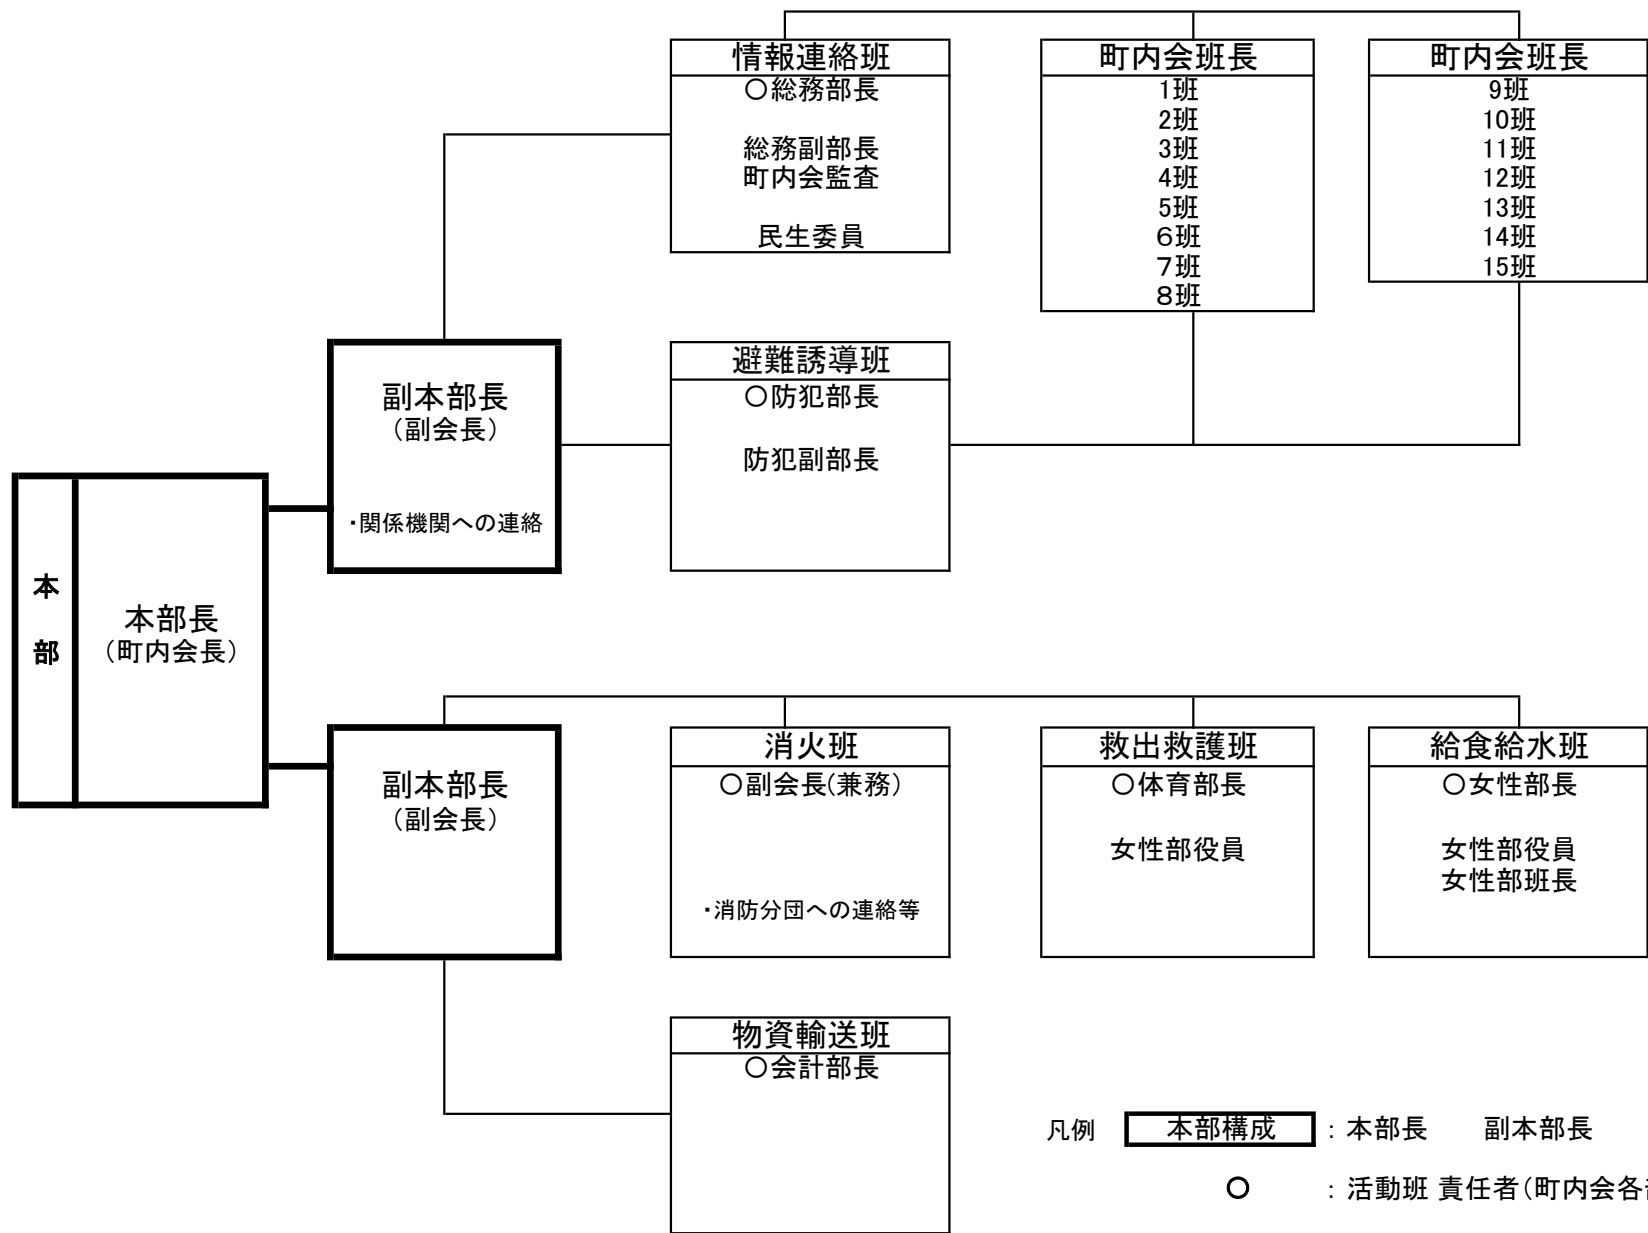 情報連絡班
〇総務部長
総務副部長
町内会監査
民生委員
町内会班長
1班
2班
3班
4班
5班
6班
7班
8班
町内会班長
9班
10班
11班
12班
13班
14班
15班
副本部長
(副会長)
・関係機関への連絡
避難誘導班
〇防犯部長
防犯副部長
本部
本部長
(町内会長)
副本部長
(副会長)
消火班
〇副会長(兼務)
・消防分団への連絡等
救出救護班
〇体育部長
女性部役員
給食給水班
〇女性部長
女性部役員
女性部班長
物資輸送班
〇会計部長
凡例 本部構成 : 本部長 副本部長
〇 : 活動班 責任者(町内会各